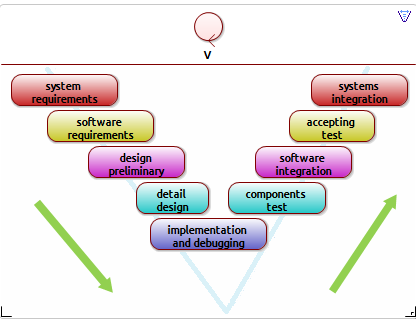 V
system
requirements
systems
integration
software
requirements
accepting
test
design
preliminary
software
integration
detail
design
components
test
implementation
and debugging